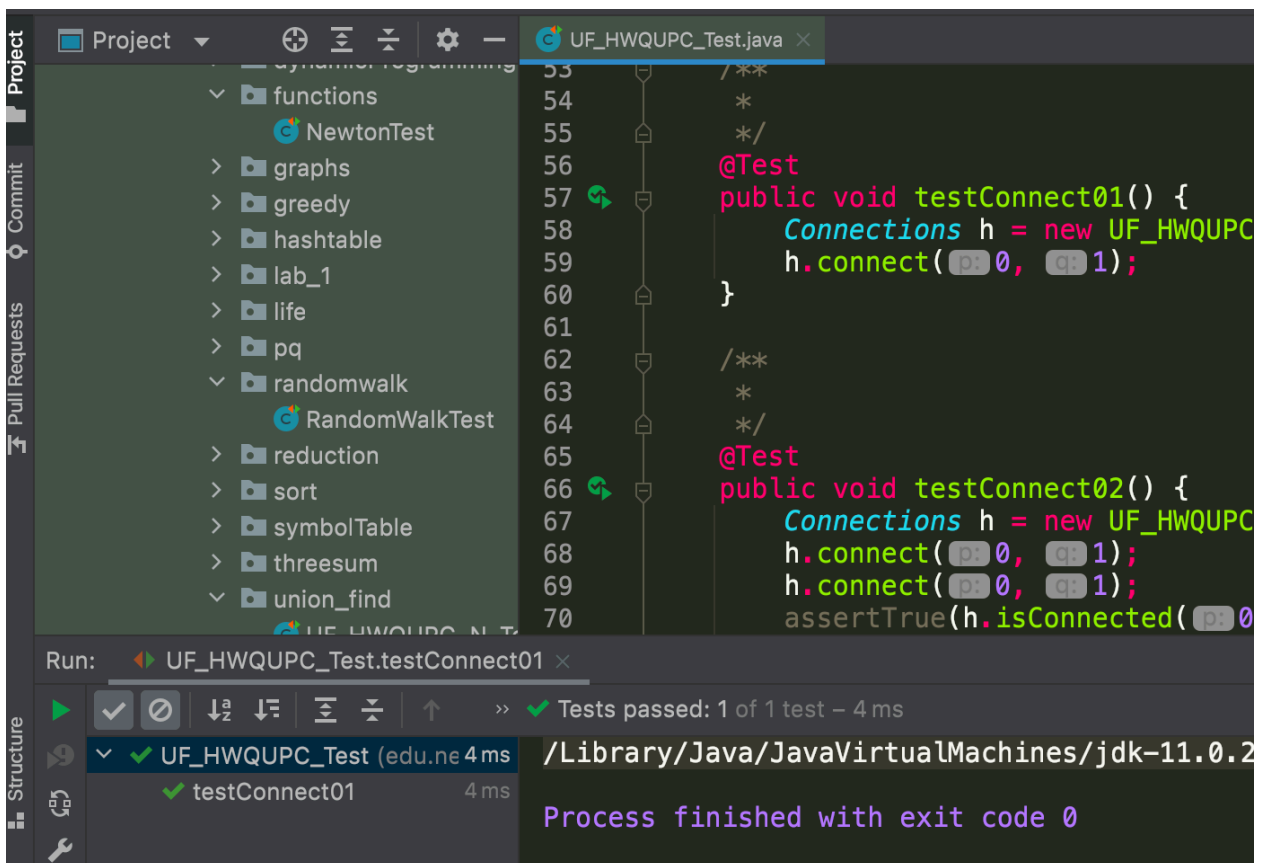 Project
Commit
Pull Requests
Structure
Project
functions
NewtonTest
graphs
greedy
hashtable
lab_1
life
pq
randomwalk
RandomWalkTest
reduction
sort
symbolTable
threesum
union_find
UF_HWQUPC_Test.java
53 /**
54 *
55 */
56 @Test
57 public void testConnect01() {
58 Connections h = new UF_HWQUPC
59 h.connect( p: 0, q: 1);
60 }
61
62 /**
63 *
64 */
65 @Test
66 public void testConnect02() {
67 Connections h = new UF_HWQUPC
68 h.connect( p: 0, q: 1);
69 h.connect( p: 0, q: 1);
70 assertTrue(h.isConnected( p: 0
Run: UF_HWQUPC_Test.testConnect01
» Tests passed: 1 of 1 test – 4 ms
UF_HWQUPC_Test (edu.ne 4 ms
testConnect01 4 ms
/Library/Java/JavaVirtualMachines/jdk-11.0.2
Process finished with exit code 0